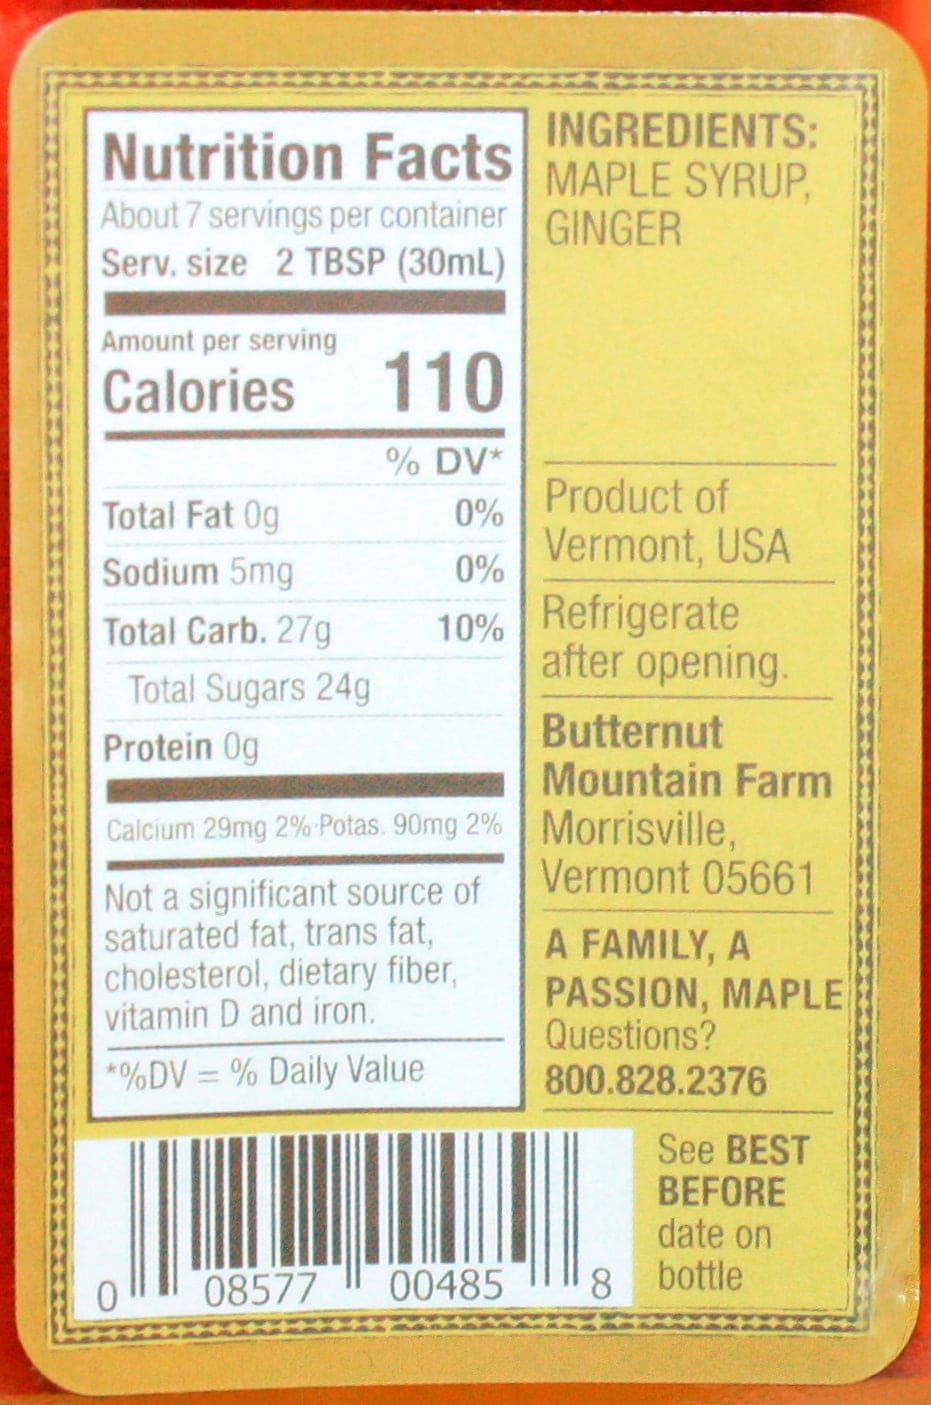 Nutrition Facts
About 7 servings per container
Serv. size 2 TBSP (30mL)
Amount per serving
Calories 110
% DV*
Total Fat 0g 0%
Sodium 5mg 0%
Total Carb. 27g 10%
Total Sugars 24g
Protein 0g
Calcium 29mg 2%·Potas. 90mg 2%
Not a significant source of
saturated fat, trans fat,
cholesterol, dietary fiber,
vitamin D and iron.
*%DV = % Daily Value
INGREDIENTS:
MAPLE SYRUP,
GINGER
Product of
Vermont, USA
Refrigerate
after opening.
Butternut
Mountain Farm
Morrisville,
Vermont 05661
A FAMILY, A
PASSION, MAPLE
Questions?
800.828.2376
See BEST
BEFORE
date on
bottle
0 08577 00485 8